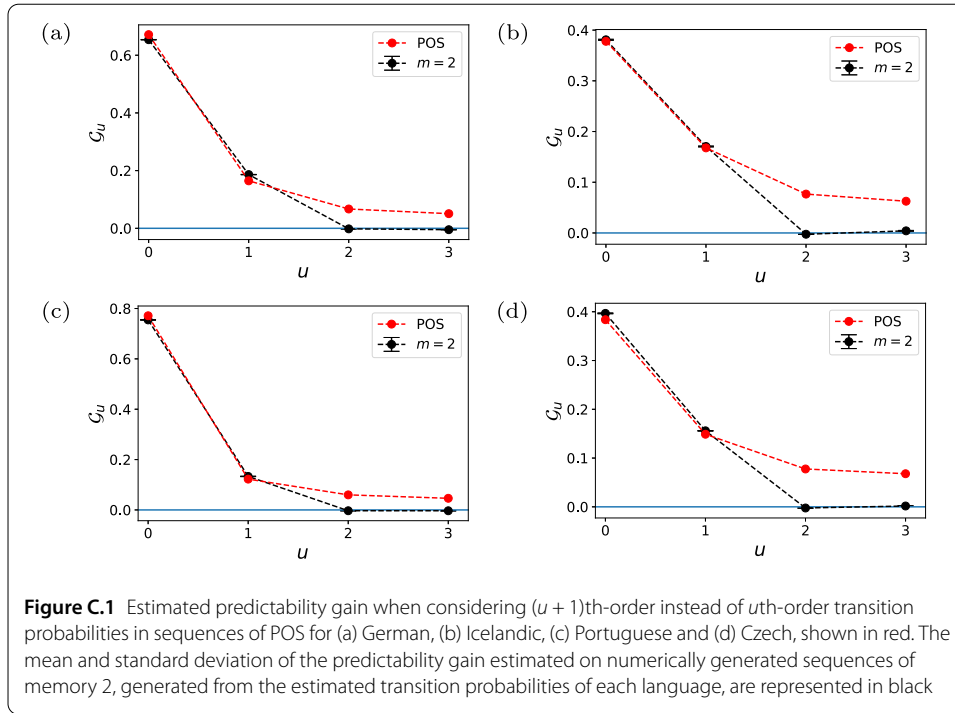 (a)
POS
m = 2
0.6
0.4
0.2
0.0
𝒢u
0 1 2 3
u
(b)
POS
m = 2
0.4
0.3
0.2
0.1
0.0
𝒢u
0 1 2 3
u
(c)
POS
m = 2
0.8
0.6
0.4
0.2
0.0
𝒢u
0 1 2 3
u
(d)
POS
m = 2
0.4
0.3
0.2
0.1
0.0
𝒢u
0 1 2 3
u
Figure C.1 Estimated predictability gain when considering (u + 1)th-order instead of uth-order transition
probabilities in sequences of POS for (a) German, (b) Icelandic, (c) Portuguese and (d) Czech, shown in red. The
mean and standard deviation of the predictability gain estimated on numerically generated sequences of
memory 2, generated from the estimated transition probabilities of each language, are represented in black